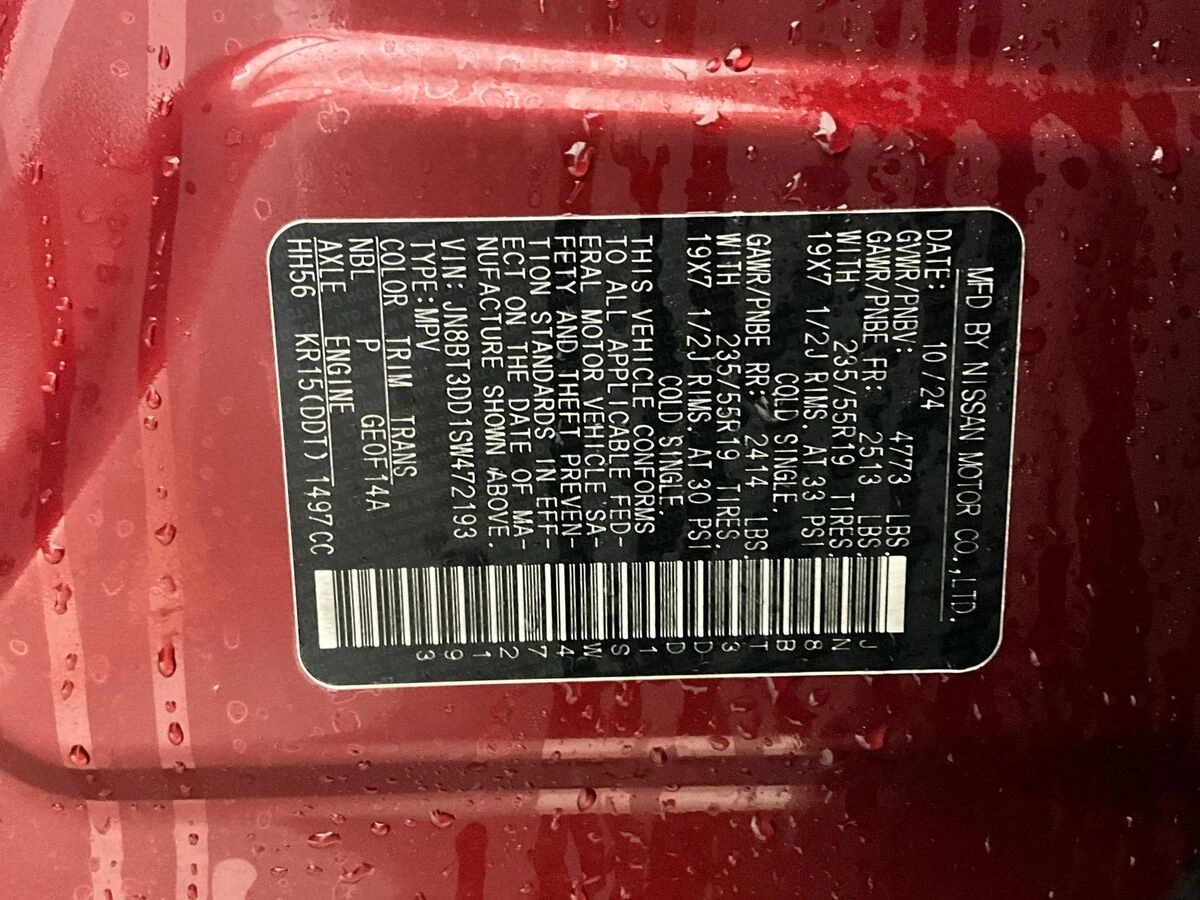 MFD BY NISSAN MOTOR CO.,LTD.
DATE: 10/24
GVWR/PNBV: 4773 LBS.
GAWR/PNBE FR: 2513 LBS.
WITH 235/55R19 TIRES.
19X7 1/2J RIMS. AT 33 PSI
COLD SINGLE.
GAWR/PNBE RR: 2414 LBS.
WITH 235/55R19 TIRES.
19X7 1/2J RIMS. AT 30 PSI
COLD SINGLE.
THIS VEHICLE CONFORMS
TO ALL APPLICABLE FED-
ERAL MOTOR VEHICLE SA-
FETY AND THEFT PREVEN-
TION STANDARDS IN EFF-
ECT ON THE DATE OF MA-
NUFACTURE SHOWN ABOVE.
VIN: JN8BT3DD1SW472193
TYPE:MPV
COLOR TRIM TRANS
NBL P GEOF14A
AXLE ENGINE
HH56 KR15(DDT) 1497CC
JN8BT3DD1SW472193